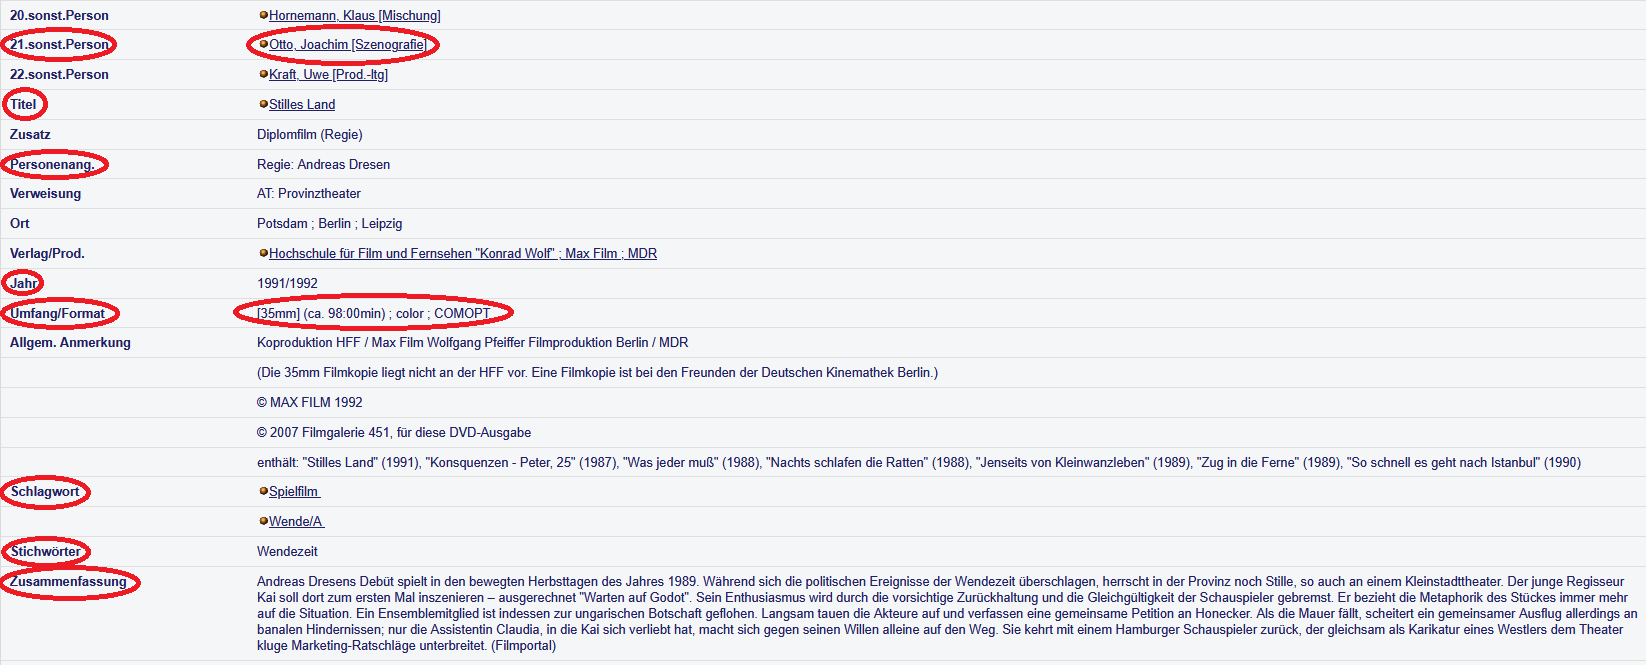 20.sonst.Person Hornemann, Klaus [Mischung]
21.sonst.Person Otto, Joachim [Szenografie]
22.sonst.Person Kraft, Uwe [Prod.-ltg]
Titel Stilles Land
Zusatz Diplomfilm (Regie)
Personenang. Regie: Andreas Dresen
Verweisung AT: Provinztheater
Ort Potsdam ; Berlin ; Leipzig
Verlag/Prod. Hochschule für Film und Fernsehen "Konrad Wolf" ; Max Film ; MDR
Jahr 1991/1992
Umfang/Format [35mm] (ca. 98:00min) ; color ; COMOPT
Allgem. Anmerkung Koproduktion HFF / Max Film Wolfgang Pfeiffer Filmproduktion Berlin / MDR
(Die 35mm Filmkopie liegt nicht an der HFF vor. Eine Filmkopie ist bei den Freunden der Deutschen Kinemathek Berlin.)
© MAX FILM 1992
© 2007 Filmgalerie 451, für diese DVD-Ausgabe
enthält: "Stilles Land" (1991), "Konsquenzen - Peter, 25" (1987), "Was jeder muß" (1988), "Nachts schlafen die Ratten" (1988), "Jenseits von Kleinwanzleben" (1989), "Zug in die Ferne" (1989), "So schnell es geht nach Istanbul" (1990)
Schlagwort Spielfilm
Wende/A
Stichwörter Wendezeit
Zusammenfassung Andreas Dresens Debüt spielt in den bewegten Herbsttagen des Jahres 1989. Während sich die politischen Ereignisse der Wendezeit überschlagen, herrscht in der Provinz noch Stille, so auch an einem Kleinstadttheater. Der junge Regisseur
Kai soll dort zum ersten Mal inszenieren – ausgerechnet "Warten auf Godot". Sein Enthusiasmus wird durch die vorsichtige Zurückhaltung und die Gleichgültigkeit der Schauspieler gebremst. Er bezieht die Metaphorik des Stückes immer mehr
auf die Situation. Ein Ensemblemitglied ist indessen zur ungarischen Botschaft geflohen. Langsam tauen die Akteure auf und verfassen eine gemeinsame Petition an Honecker. Als die Mauer fällt, scheitert ein gemeinsamer Ausflug allerdings an
banalen Hindernissen; nur die Assistentin Claudia, in die Kai sich verliebt hat, macht sich gegen seinen Willen alleine auf den Weg. Sie kehrt mit einem Hamburger Schauspieler zurück, der gleichsam als Karikatur eines Westlers dem Theater
kluge Marketing-Ratschläge unterbreitet. (Filmportal)